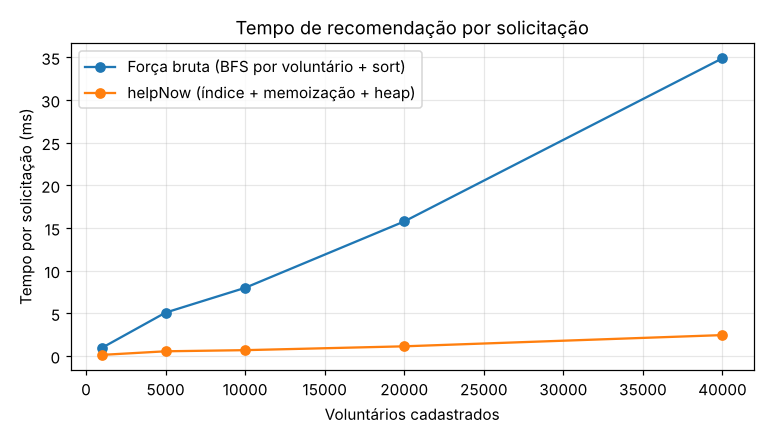 Tempo de recomendação por solicitação
Força bruta (BFS por voluntário + sort)
helpNow (índice + memoização + heap)
Tempo por solicitação (ms)
35
30
25
20
15
10
5
0
0 5000 10000 15000 20000 25000 30000 35000 40000
Voluntários cadastrados